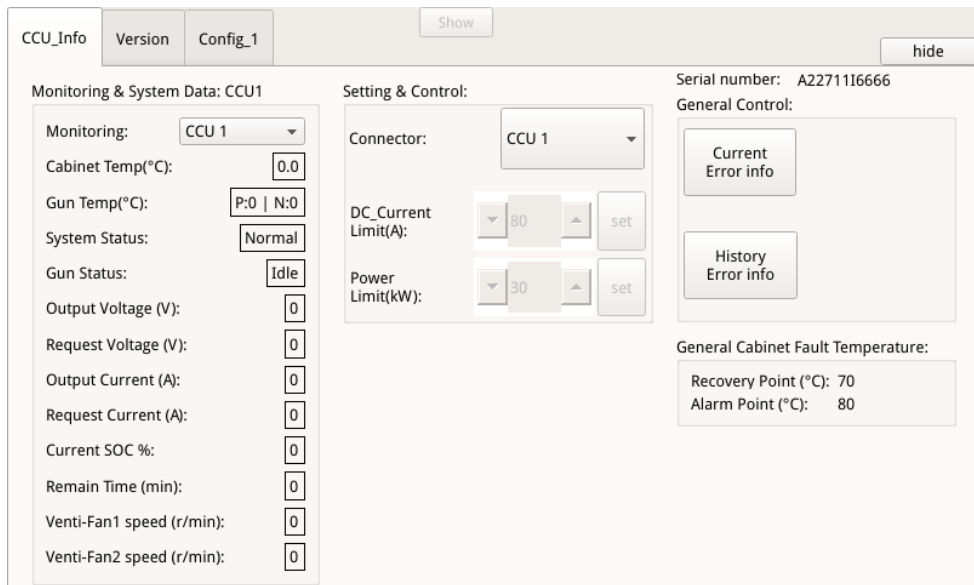 Show
CCU_Info Version Config_1
hide
Monitoring & System Data: CCU1
Monitoring: CCU 1
Cabinet Temp(°C): 0.0
Gun Temp(°C): P:0 | N:0
System Status: Normal
Gun Status: Idle
Output Voltage (V): 0
Request Voltage (V): 0
Output Current (A): 0
Request Current (A): 0
Current SOC %: 0
Remain Time (min): 0
Venti-Fan1 speed (r/min): 0
Venti-Fan2 speed (r/min): 0
Setting & Control:
Connector: CCU 1
DC_Current
Limit(A): 80 set
Power
Limit(kW): 30 set
Serial number: A22711I6666
General Control:
Current
Error info
History
Error info
General Cabinet Fault Temperature:
Recovery Point (°C): 70
Alarm Point (°C): 80